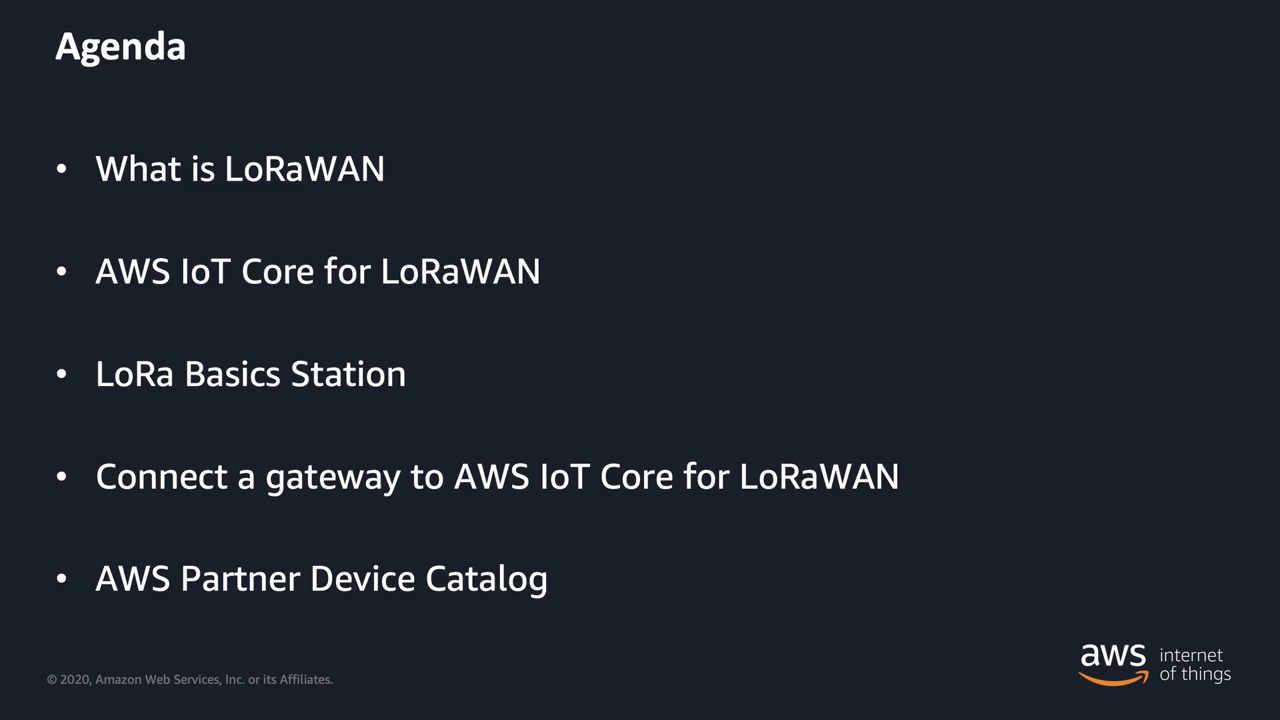 Agenda
• What is LoRaWAN
• AWS IoT Core for LoRaWAN
• LoRa Basics Station
• Connect a gateway to AWS IoT Core for LoRaWAN
• AWS Partner Device Catalog
© 2020, Amazon Web Services, Inc. or its Affiliates.
aws internet
of things